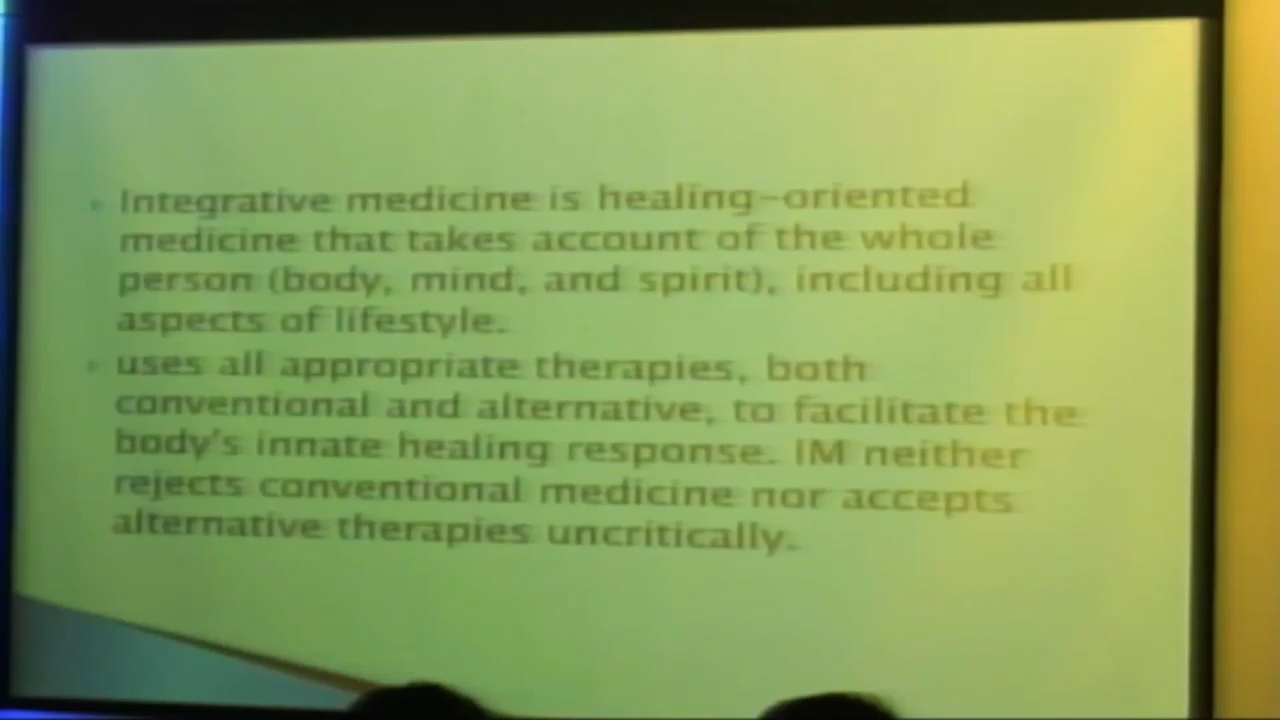 Integrative medicine is healing-oriented
medicine that takes account of the whole
person (body, mind, and spirit), including all
aspects of lifestyle.
uses all appropriate therapies, both
conventional and alternative, to facilitate the
body's innate healing response. IM neither
rejects conventional medicine nor accepts
alternative therapies uncritically.